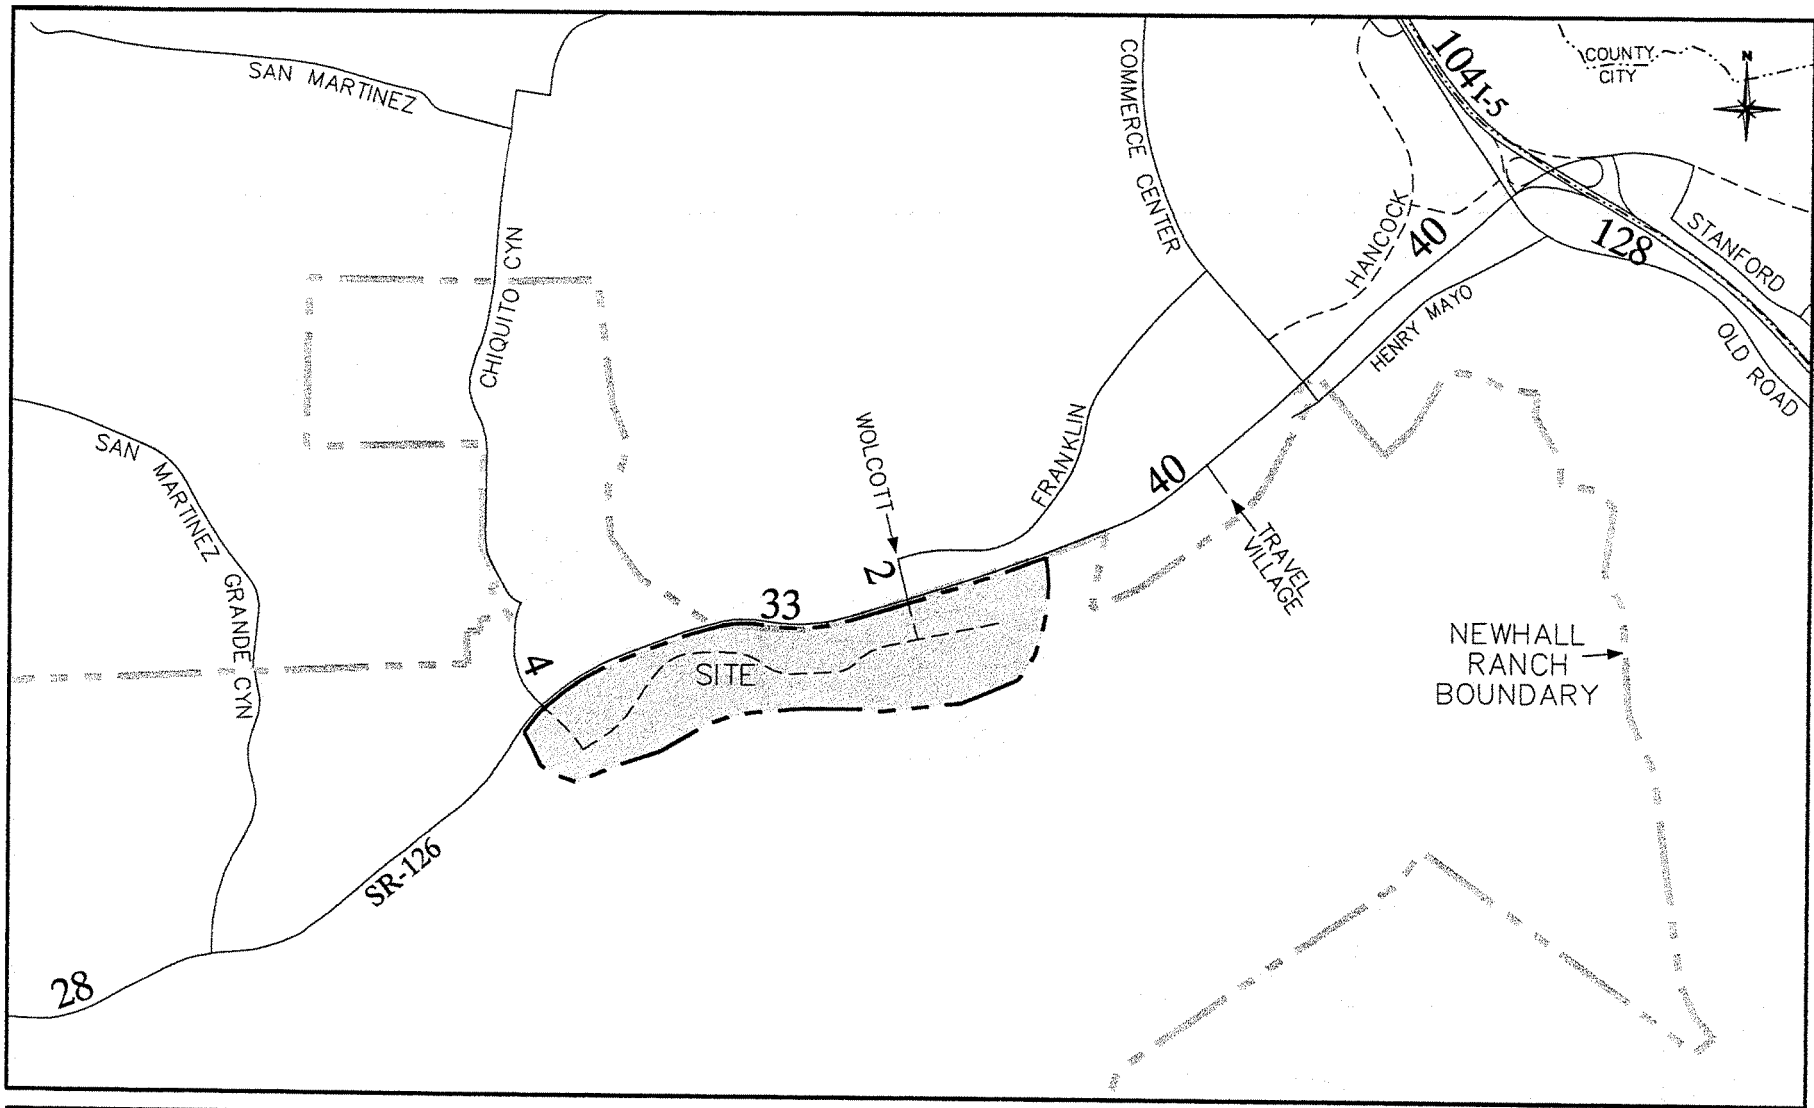 SAN MARTINEZ
COMMERCE CENTER
104
I-5
COUNTY
CITY
N
CHIQUITO CYN
HANCOCK
40
128
STANFORD
HENRY MAYO
OLD ROAD
SAN MARTINEZ GRANDE CYN
WOLCOTT
FRANKLIN
40
TRAVEL
VILLAGE
2
33
4
SITE
NEWHALL
RANCH
BOUNDARY
SR-126
28